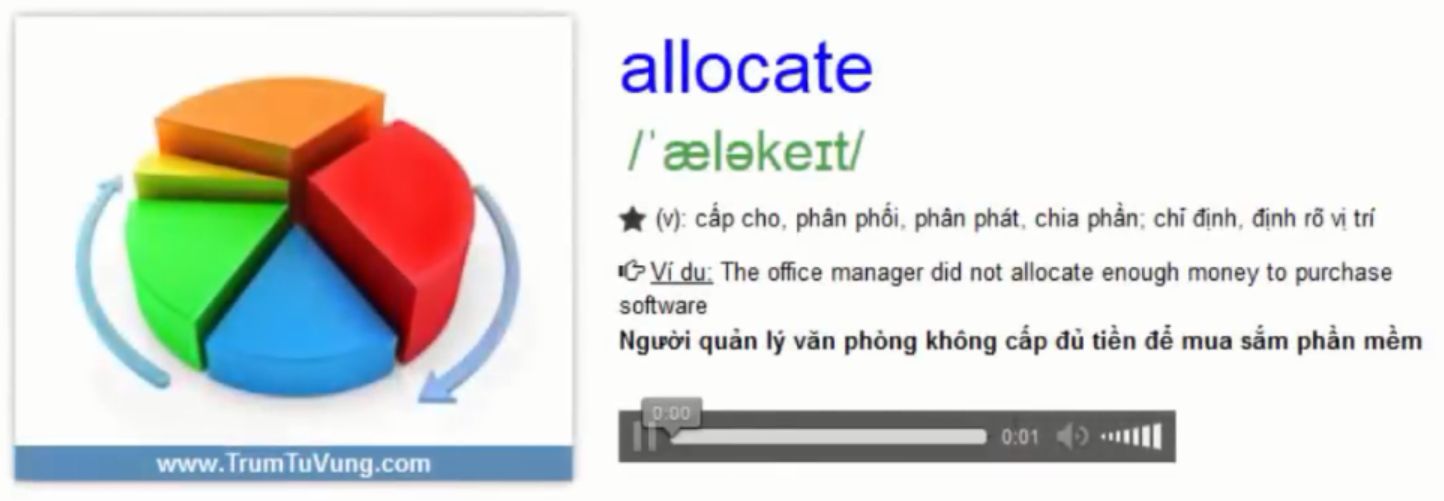 allocate
/ˈæləkeɪt/
(v): cấp cho, phân phối, phân phát, chia phần; chỉ định, định rõ vị trí
Ví du: The office manager did not allocate enough money to purchase
software
Người quản lý văn phòng không cấp đủ tiền để mua sắm phần mềm
0:00
0:01
www.TrumTuVung.com